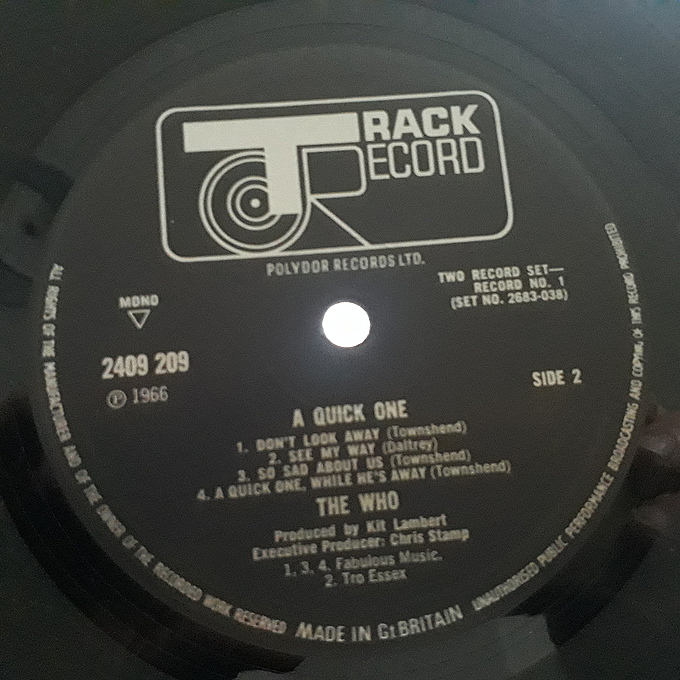 TRACK
RECORD
POLYDOR RECORDS LTD.
TWO RECORD SET—
RECORD NO. 1
(SET NO. 2683-038)
MONO
2409 209
Ⓟ 1966
SIDE 2
A QUICK ONE
1. DON'T LOOK AWAY (Townshend)
2. SEE MY WAY (Daltrey)
3. SO SAD ABOUT US (Townshend)
4. A QUICK ONE, WHILE HE'S AWAY (Townshend)
THE WHO
Produced by Kit Lambert
Executive Producer: Chris Stamp
1, 3, 4. Fabulous Music.
2. Tro Essex
ALL RIGHTS OF THE MANUFACTURER AND OF THE OWNER OF THE RECORDED WORK RESERVED
MADE IN Gt BRITAIN
UNAUTHORISED PUBLIC PERFORMANCE BROADCASTING AND COPYING OF THIS RECORD PROHIBITED